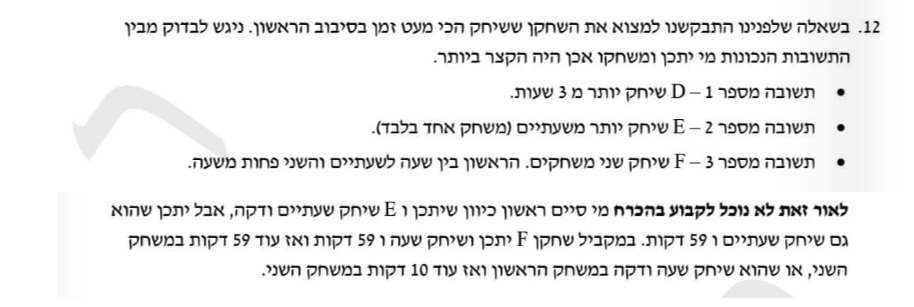 12. בשאלה שלפנינו התבקשנו למצוא את השחקן ששיחק הכי מעט זמן בסיבוב הראשון. ניגש לבדוק מבין
התשובות הנכונות מי יתכן ומשחקו אכן היה הקצר ביותר.
• תשובה מספר 1 – D שיחק יותר מ 3 שעות.
• תשובה מספר 2 – E שיחק יותר משעתיים (משחק אחד בלבד).
• תשובה מספר 3 – F שיחק שני משחקים. הראשון בין שעה לשעתיים והשני פחות משעה.
לאור זאת לא נוכל לקבוע בהכרח מי סיים ראשון כיוון שיתכן ו E שיחק שעתיים ודקה, אבל יתכן שהוא
גם שיחק שעתיים ו 59 דקות. במקביל שחקן F יתכן ושיחק שעה ו 59 דקות ואז עוד 59 דקות במשחק
השני, או שהוא שיחק שעה ודקה במשחק הראשון ואז עוד 10 דקות במשחק השני.